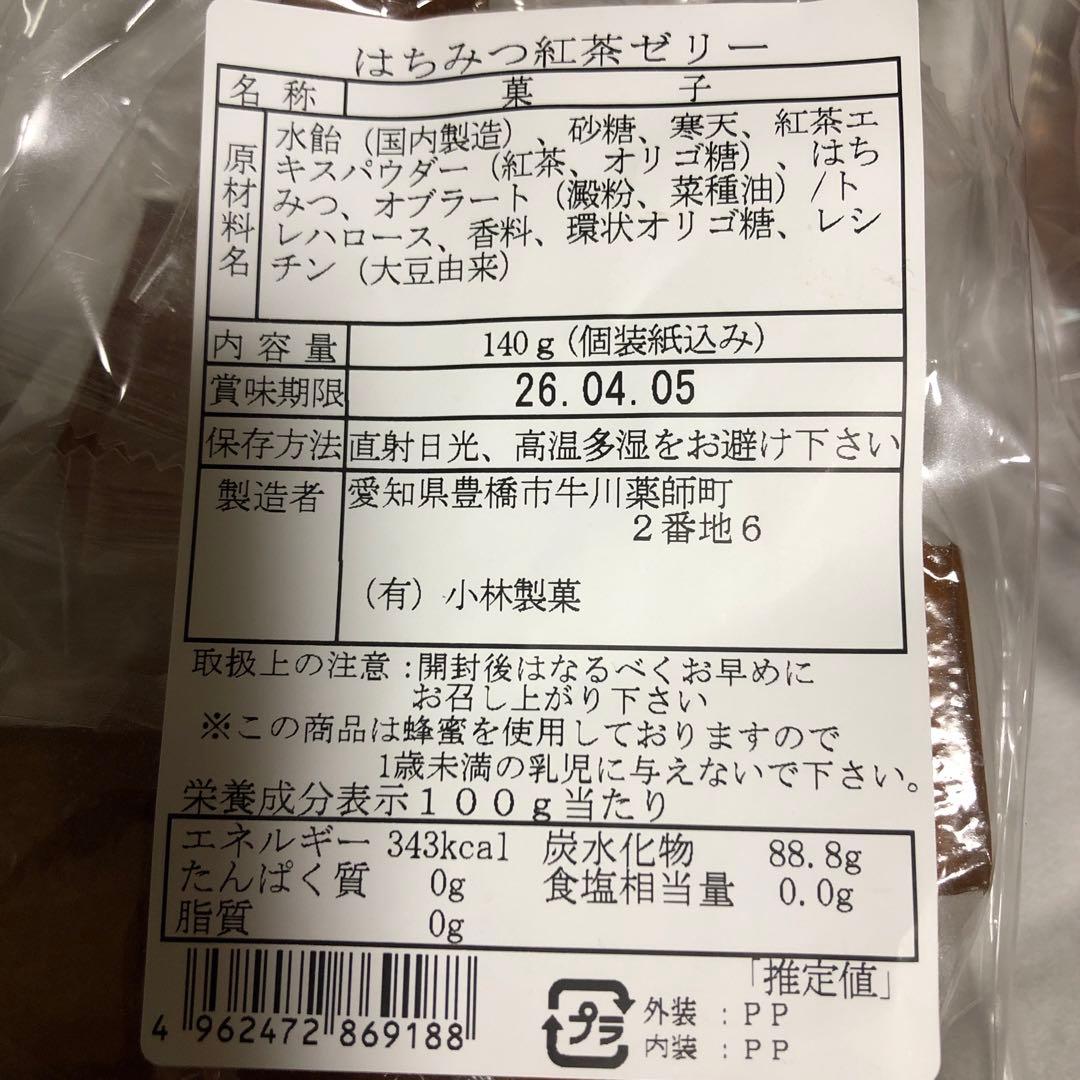 はちみつ紅茶ゼリー
名称 菓子
原材料名 水飴（国内製造）、砂糖、寒天、紅茶エ
キスパウダー（紅茶、オリゴ糖）、はち
みつ、オブラート（澱粉、菜種油）/ト
レハロース、香料、環状オリゴ糖、レシ
チン（大豆由来）
内容量 140g(個装紙込み)
賞味期限 26.04.05
保存方法 直射日光、高温多湿をお避け下さい
製造者 愛知県豊橋市牛川薬師町
２番地６
（有）小林製菓
取扱上の注意:開封後はなるべくお早めに
お召し上がり下さい
※この商品は蜂蜜を使用しておりますので
1歳未満の乳児に与えないで下さい。
栄養成分表示１００ｇ当たり
エネルギー 343kcal 炭水化物 88.8g
たんぱく質 0g 食塩相当量 0.0g
脂質 0g
「推定値」
4 962472 869188
プラ
外装：ＰＰ
内装：ＰＰ